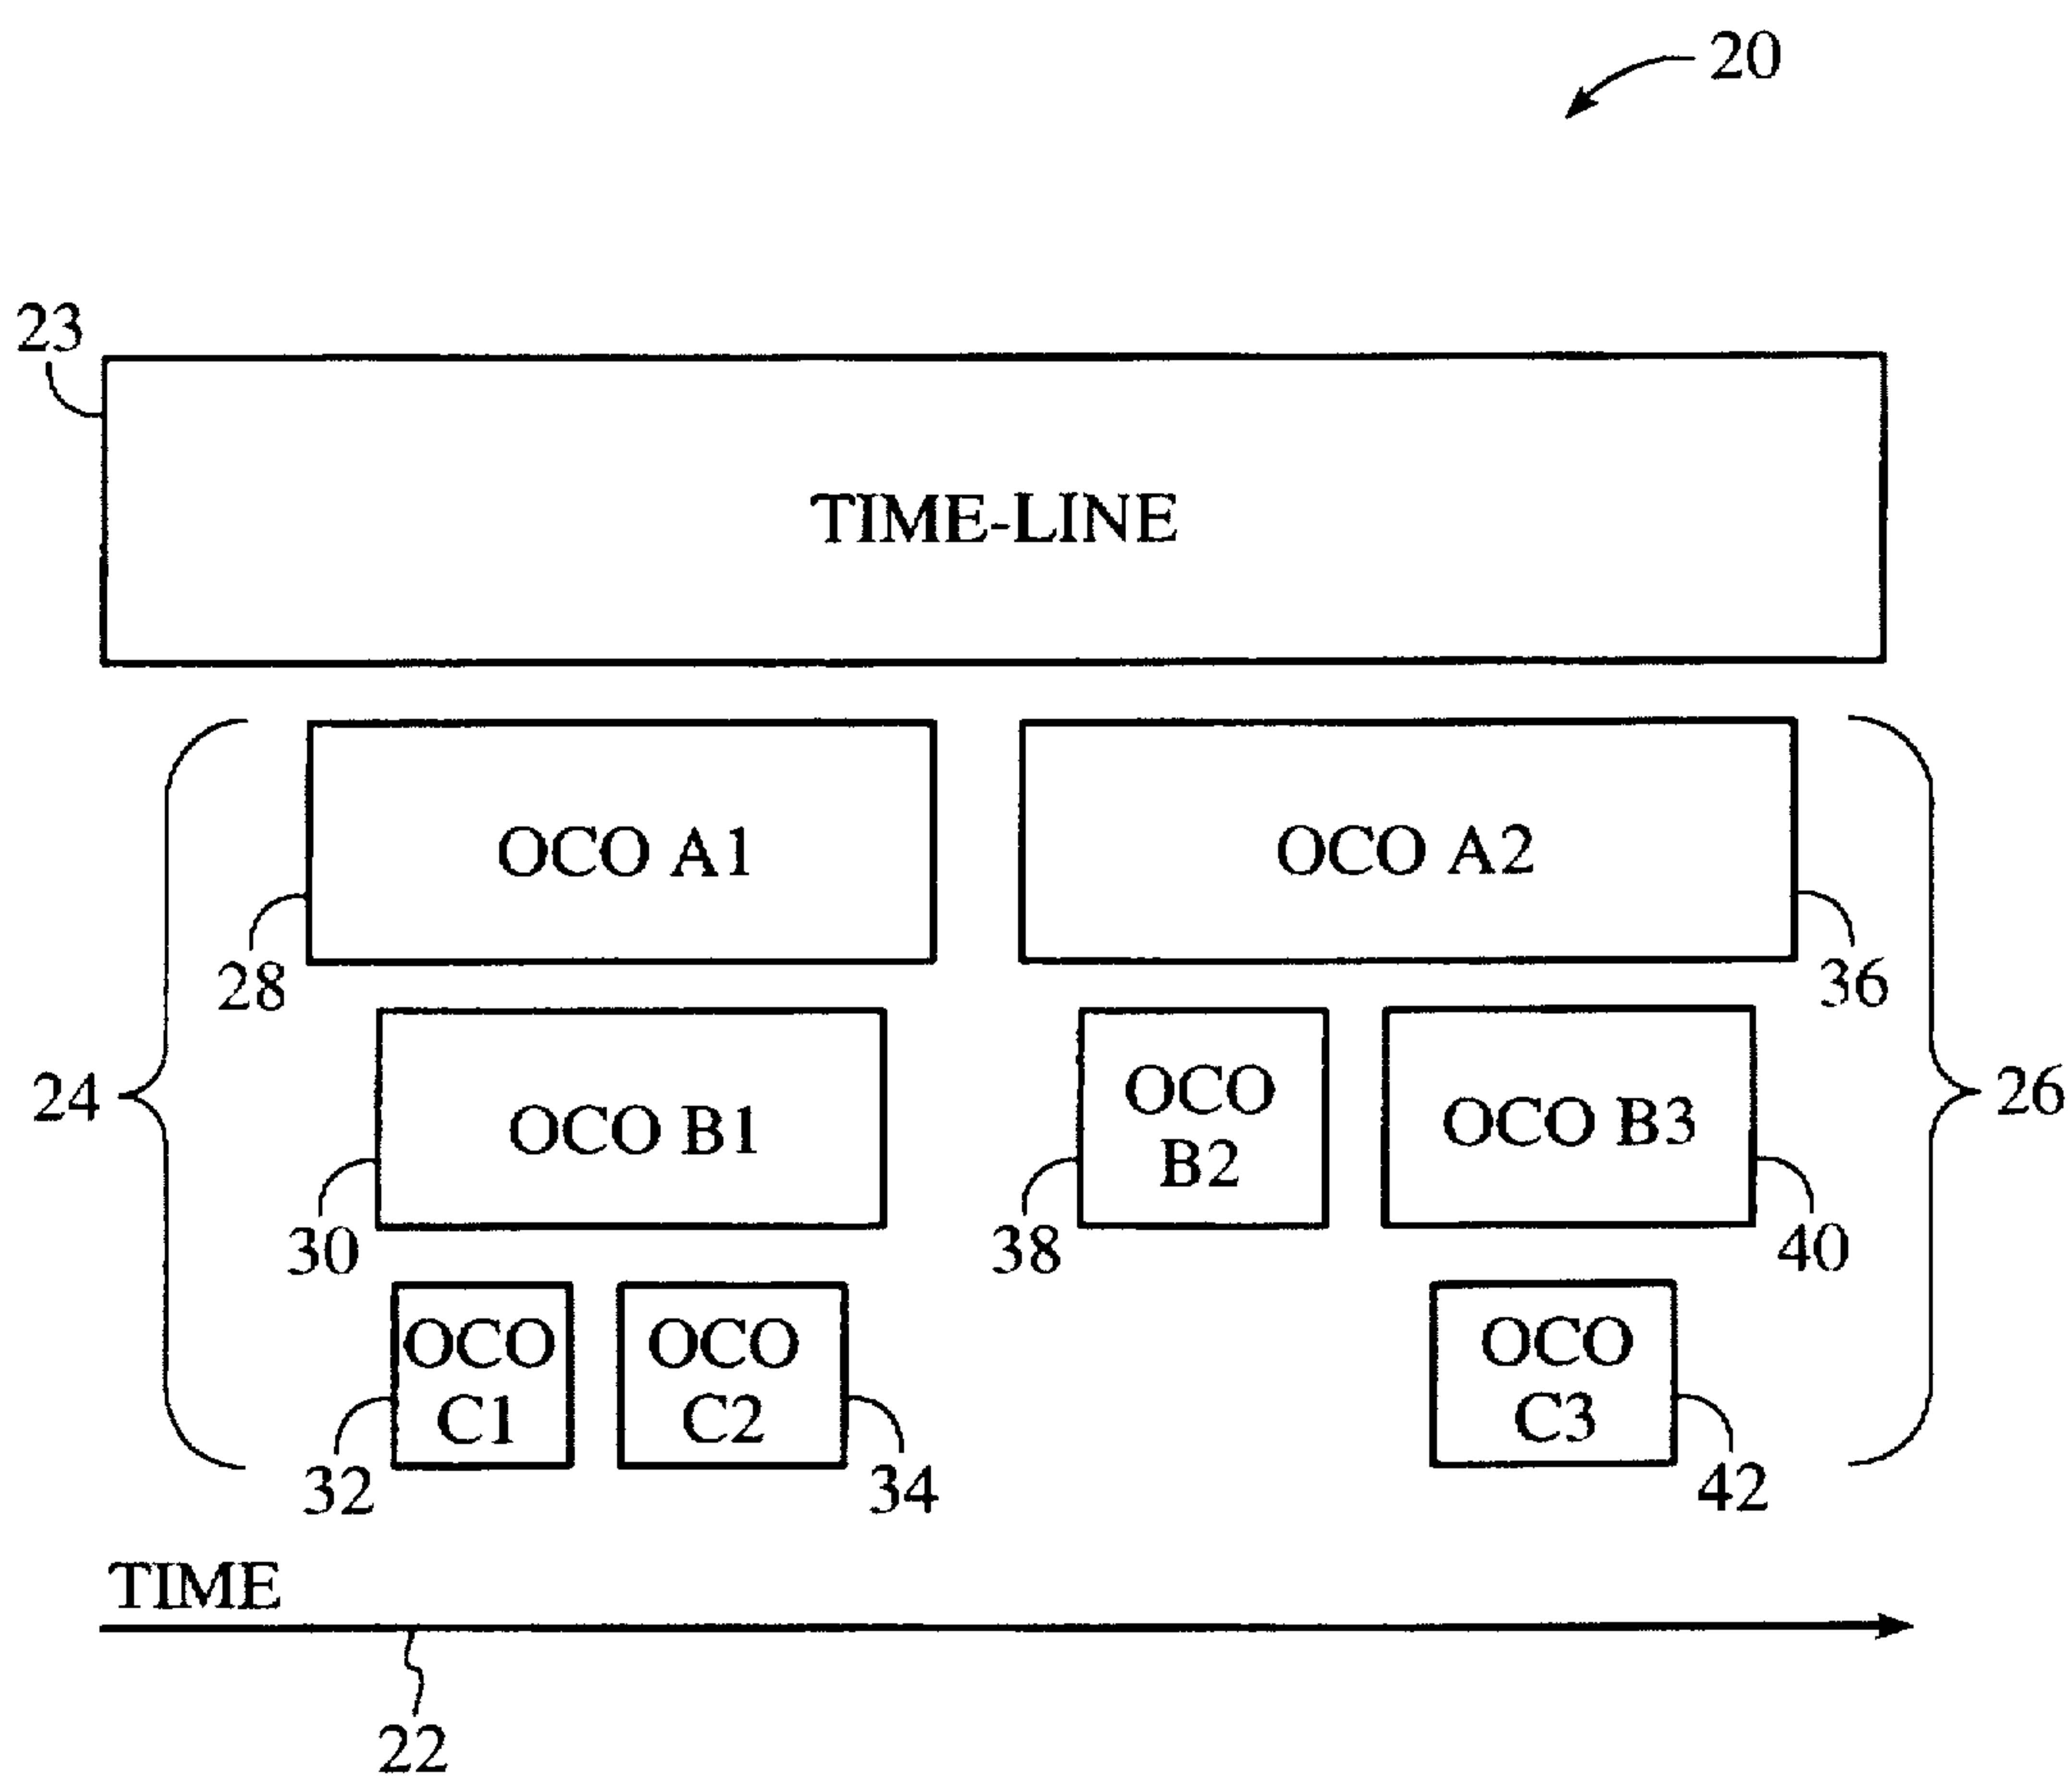 20
23
TIME-LINE
OCO A1
OCO A2
28
36
24
OCO B1
OCO
B2
OCO B3
26
30
38
40
OCO
C1
OCO
C2
OCO
C3
32
34
42
TIME
22